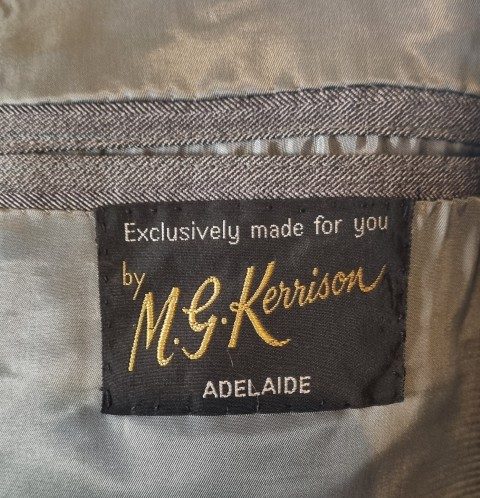 Exclusively made for you
by
M.G.Kerrison
ADELAIDE